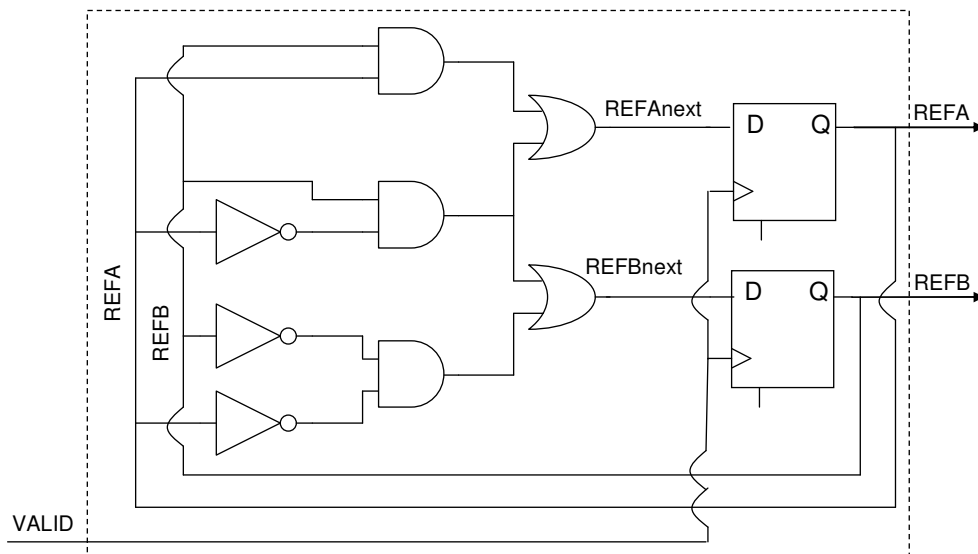 REFAnext
D Q
REFA
REFBnext
D Q
REFB
REFA
REFB
VALID